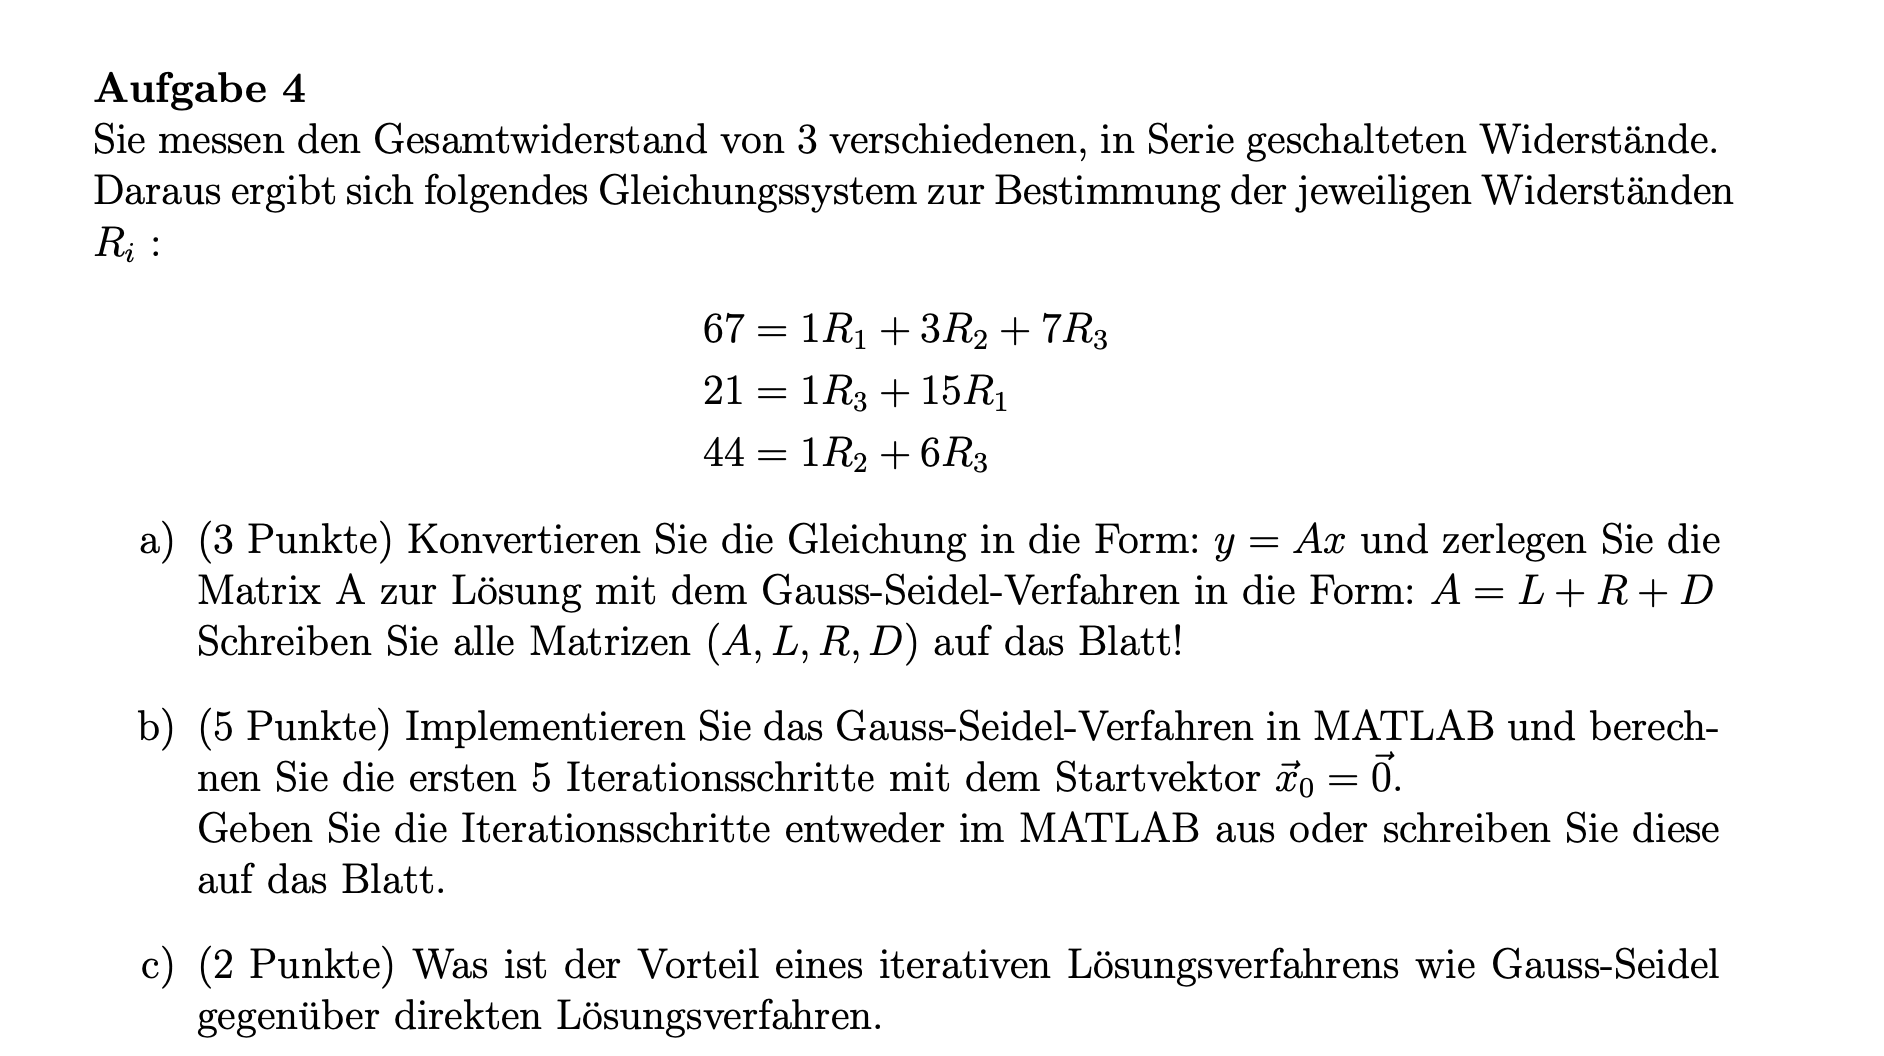 Aufgabe 4
Sie messen den Gesamtwiderstand von 3 verschiedenen, in Serie geschalteten Widerstände.
Daraus ergibt sich folgendes Gleichungssystem zur Bestimmung der jeweiligen Widerständen
R_i :
67 = 1R_1 + 3R_2 + 7R_3
21 = 1R_3 + 15R_1
44 = 1R_2 + 6R_3
a) (3 Punkte) Konvertieren Sie die Gleichung in die Form: y = Ax und zerlegen Sie die
Matrix A zur Lösung mit dem Gauss-Seidel-Verfahren in die Form: A = L + R + D
Schreiben Sie alle Matrizen (A, L, R, D) auf das Blatt!
b) (5 Punkte) Implementieren Sie das Gauss-Seidel-Verfahren in MATLAB und berech-
nen Sie die ersten 5 Iterationsschritte mit dem Startvektor x⃗_0 = 0⃗.
Geben Sie die Iterationsschritte entweder im MATLAB aus oder schreiben Sie diese
auf das Blatt.
c) (2 Punkte) Was ist der Vorteil eines iterativen Lösungsverfahrens wie Gauss-Seidel
gegenüber direkten Lösungsverfahren.